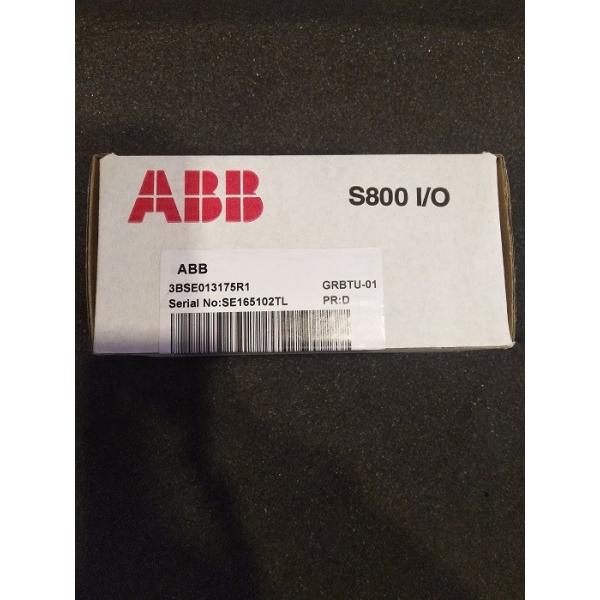 ABB
S800 I/O
ABB
3BSE013175R1 GRBTU-01
Serial No:SE165102TL PR:D